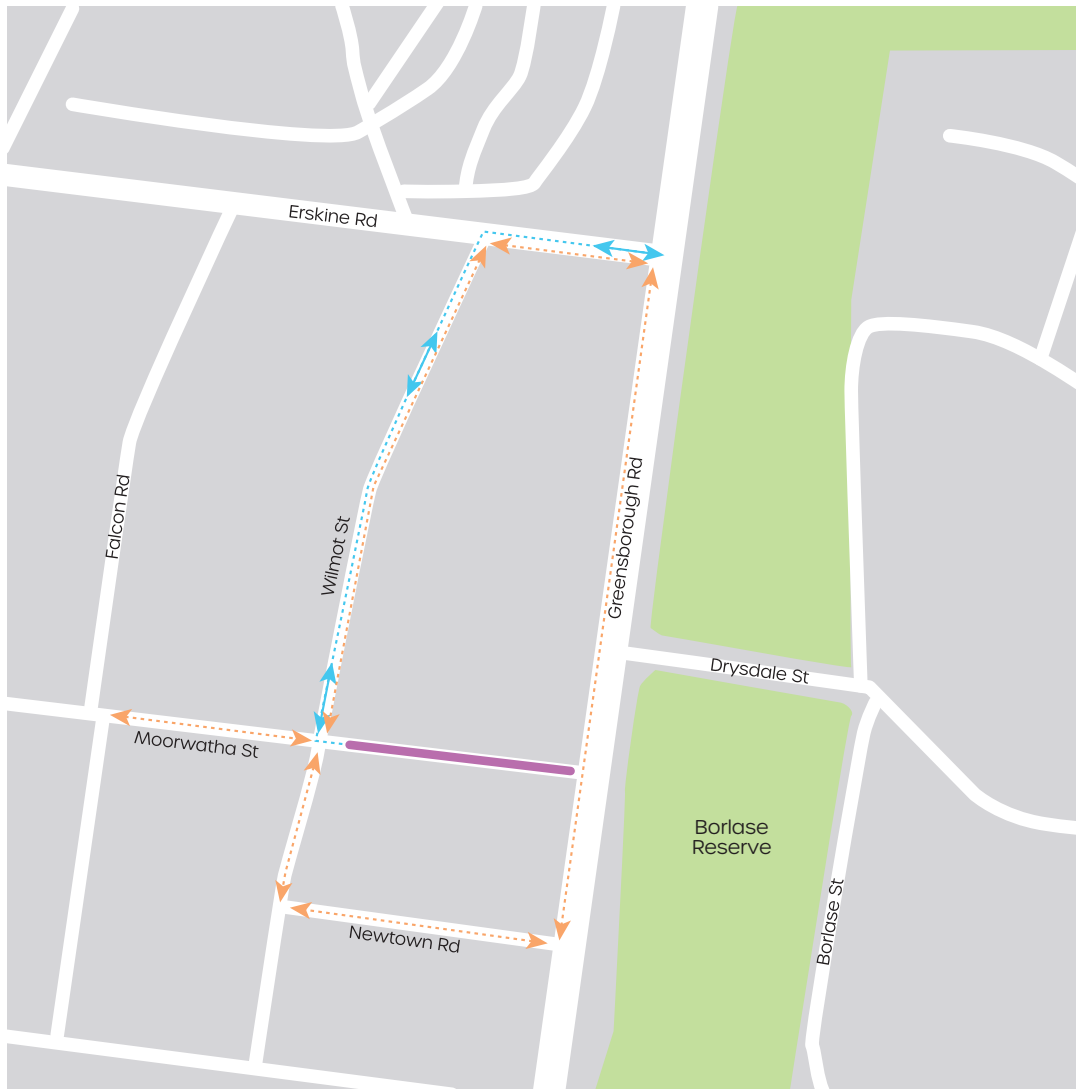 Erskine Rd
Falcon Rd
Wilmot St
Greensborough Rd
Drysdale St
Moorwatha St
Borlase
Reserve
Borlase St
Newtown Rd